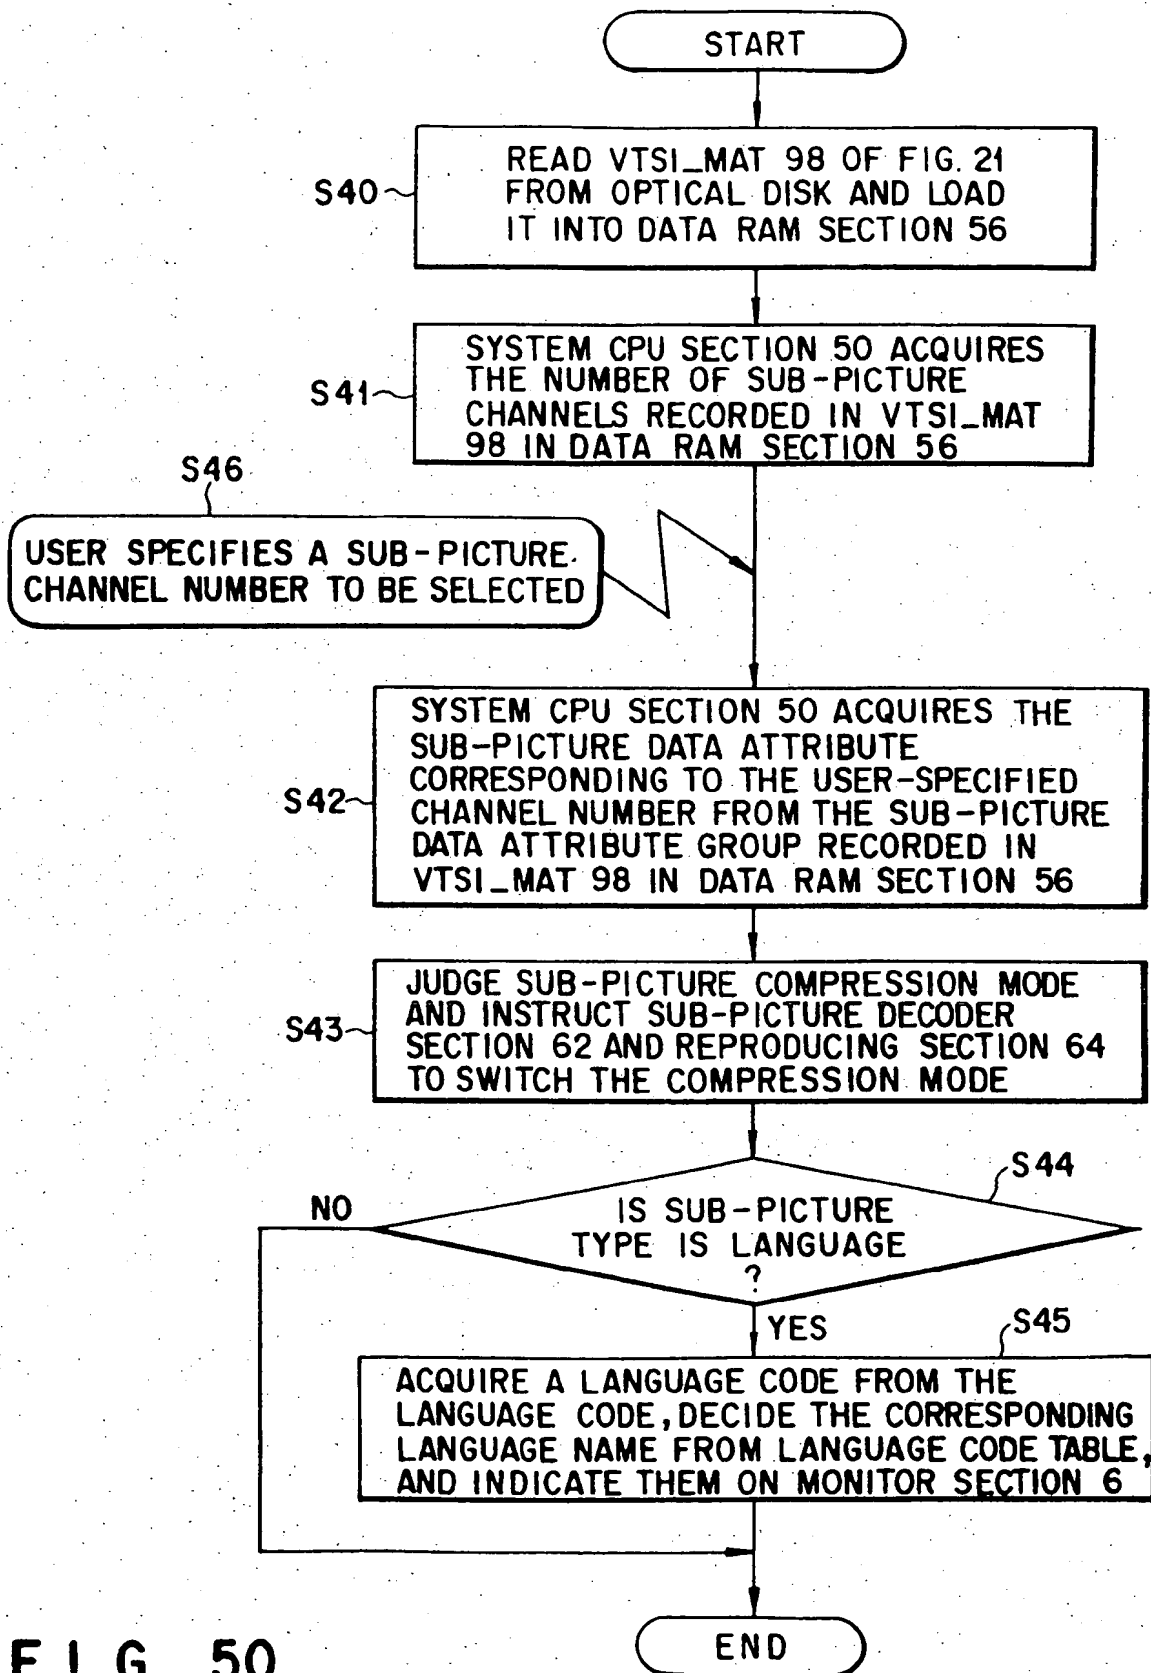 START
S40
READ VTSI_MAT 98 OF FIG. 21
FROM OPTICAL DISK AND LOAD
IT INTO DATA RAM SECTION 56
S41
SYSTEM CPU SECTION 50 ACQUIRES
THE NUMBER OF SUB-PICTURE
CHANNELS RECORDED IN VTSI_MAT
98 IN DATA RAM SECTION 56
S46
USER SPECIFIES A SUB-PICTURE
CHANNEL NUMBER TO BE SELECTED
S42
SYSTEM CPU SECTION 50 ACQUIRES THE
SUB-PICTURE DATA ATTRIBUTE
CORRESPONDING TO THE USER-SPECIFIED
CHANNEL NUMBER FROM THE SUB-PICTURE
DATA ATTRIBUTE GROUP RECORDED IN
VTSI_MAT 98 IN DATA RAM SECTION 56
S43
JUDGE SUB-PICTURE COMPRESSION MODE
AND INSTRUCT SUB-PICTURE DECODER
SECTION 62 AND REPRODUCING SECTION 64
TO SWITCH THE COMPRESSION MODE
S44
NO
IS SUB-PICTURE
TYPE IS LANGUAGE
?
YES
S45
ACQUIRE A LANGUAGE CODE FROM THE
LANGUAGE CODE, DECIDE THE CORRESPONDING
LANGUAGE NAME FROM LANGUAGE CODE TABLE,
AND INDICATE THEM ON MONITOR SECTION 6
END
FIG. 50